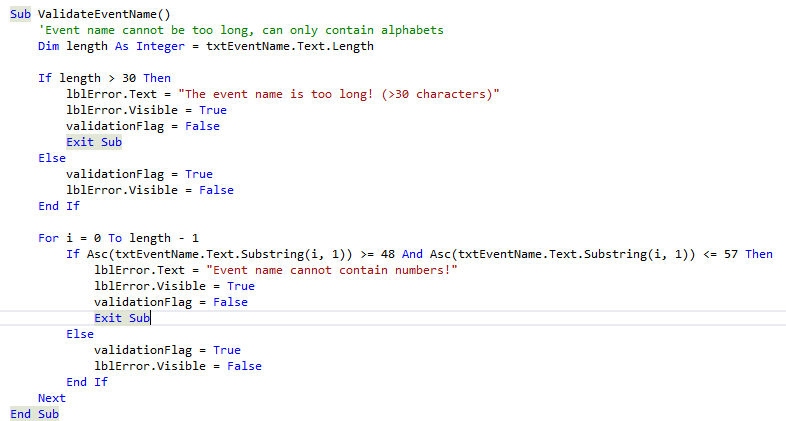 Sub ValidateEventName()
'Event name cannot be too long, can only contain alphabets
Dim length As Integer = txtEventName.Text.Length
If length > 30 Then
lblError.Text = "The event name is too long! (>30 characters)"
lblError.Visible = True
validationFlag = False
Exit Sub
Else
validationFlag = True
lblError.Visible = False
End If
For i = 0 To length - 1
If Asc(txtEventName.Text.Substring(i, 1)) >= 48 And Asc(txtEventName.Text.Substring(i, 1)) <= 57 Then
lblError.Text = "Event name cannot contain numbers!"
lblError.Visible = True
validationFlag = False
Exit Sub
Else
validationFlag = True
lblError.Visible = False
End If
Next
End Sub